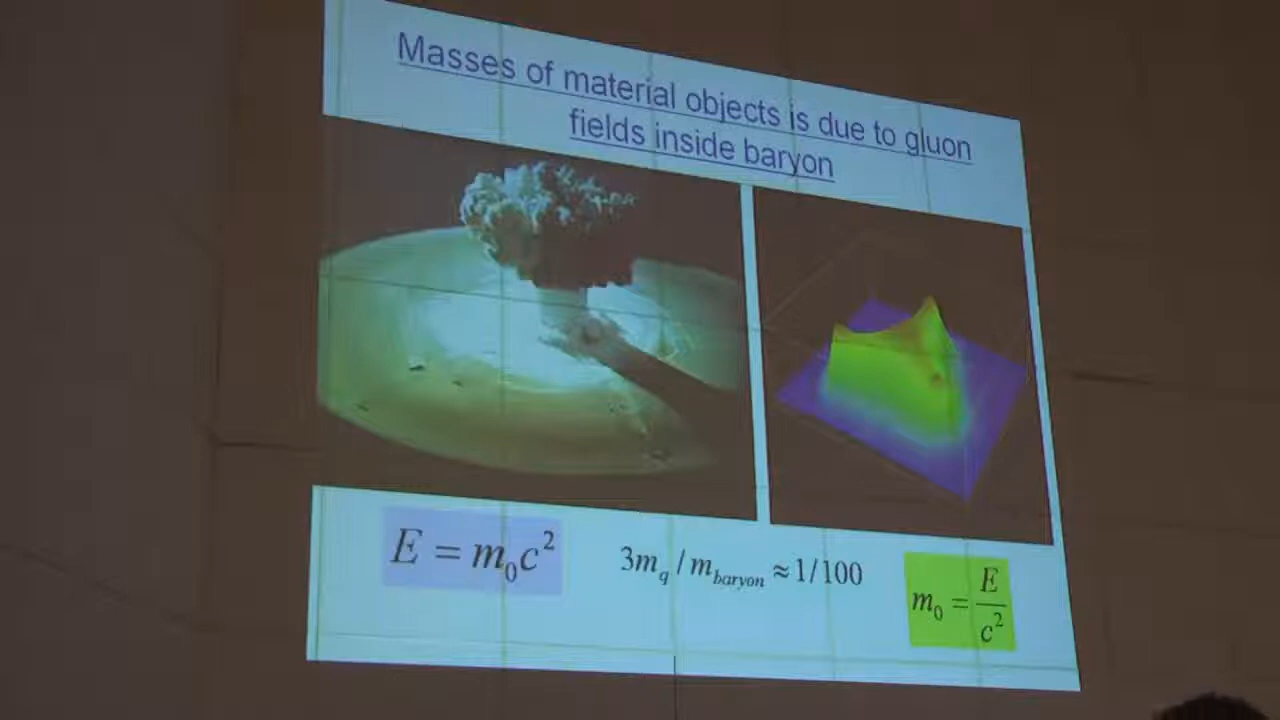 Masses of material objects is due to gluon
fields inside baryon
E = m₀c²
3m_q / m_baryon ≈ 1/100
m₀ = E/c²